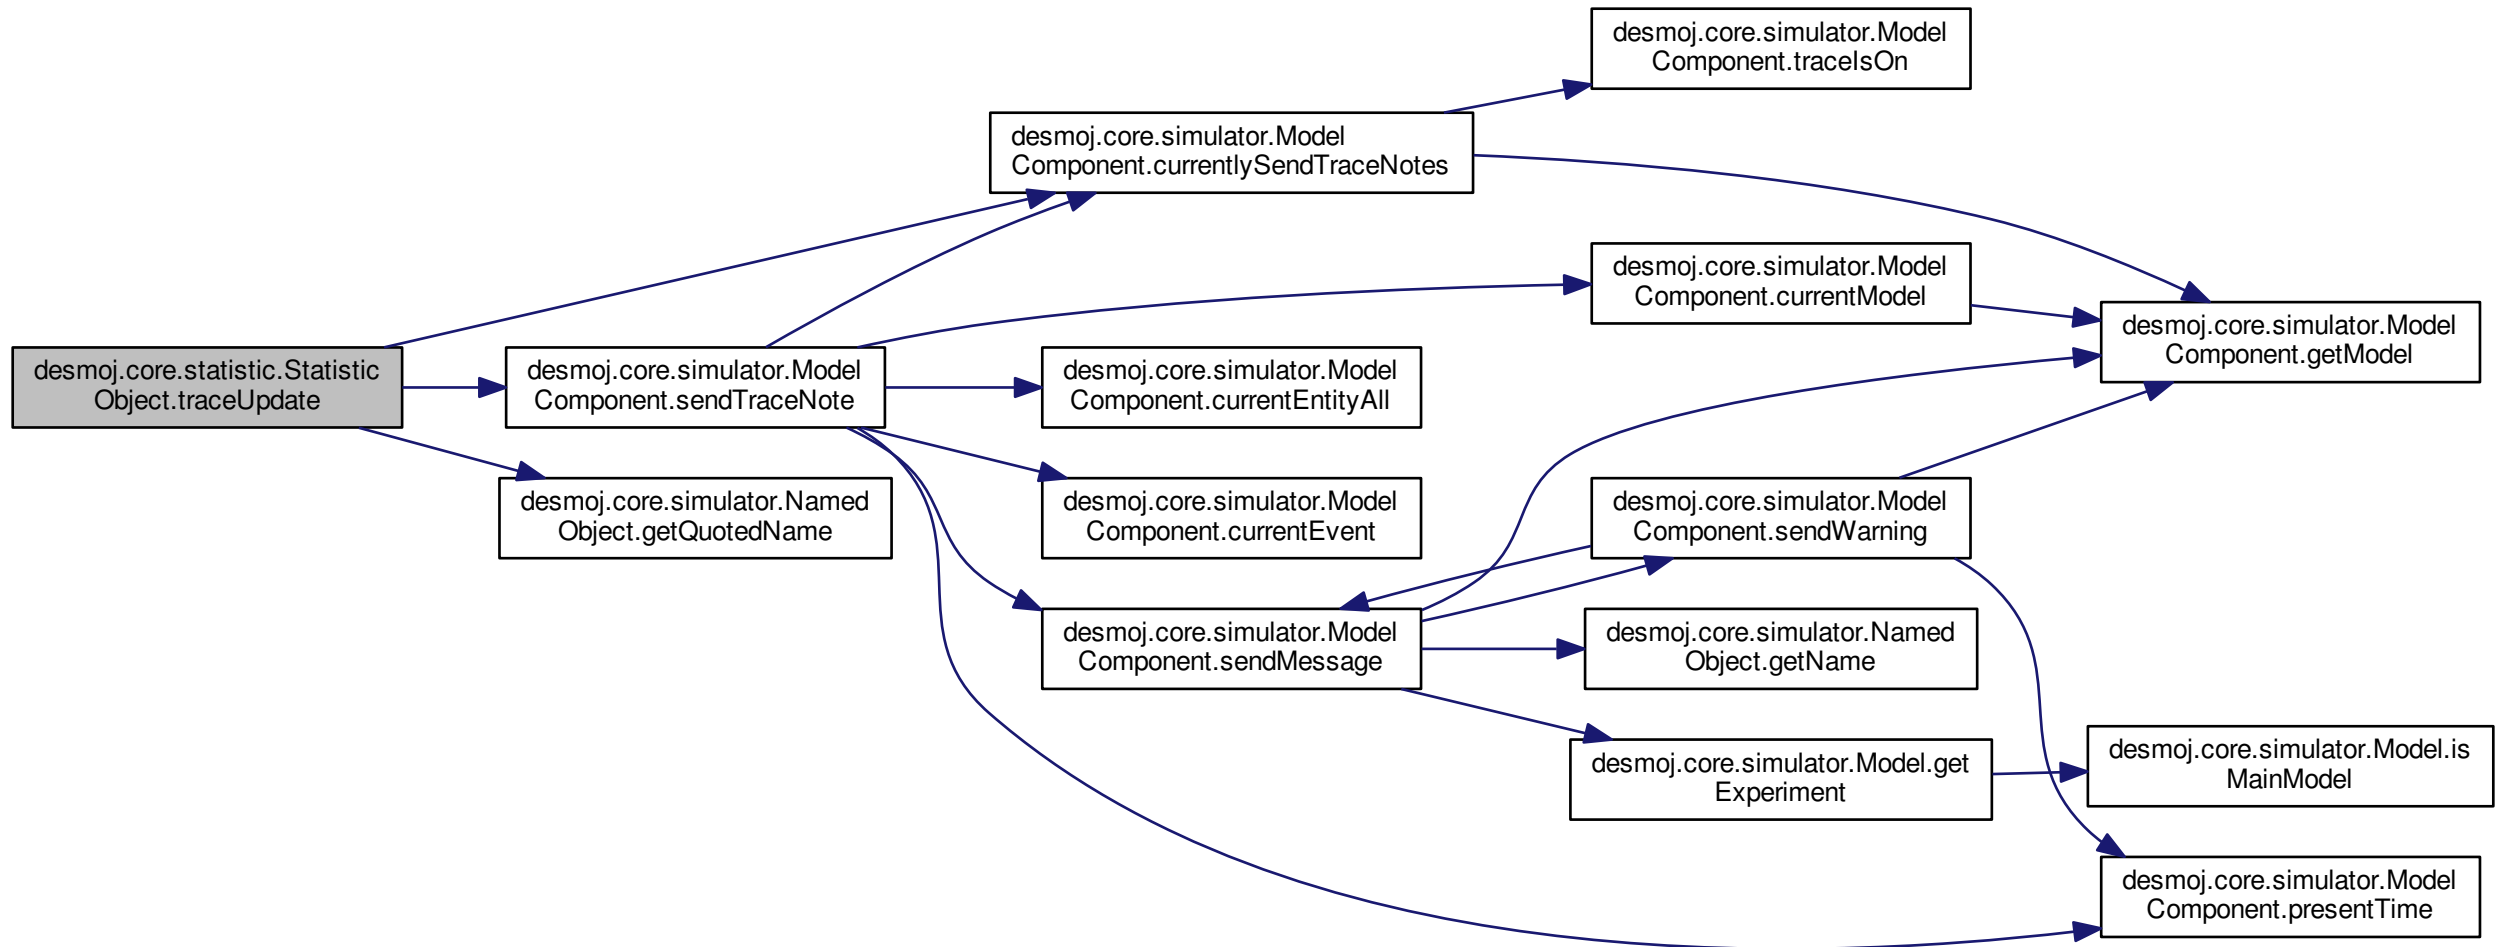 desmoj.core.simulator.Model
Component.traceIsOn
desmoj.core.simulator.Model
Component.currentlySendTraceNotes
desmoj.core.simulator.Model
Component.currentModel
desmoj.core.simulator.Model
Component.getModel
desmoj.core.statistic.Statistic
Object.traceUpdate
desmoj.core.simulator.Model
Component.sendTraceNote
desmoj.core.simulator.Model
Component.currentEntityAll
desmoj.core.simulator.Named
Object.getQuotedName
desmoj.core.simulator.Model
Component.currentEvent
desmoj.core.simulator.Model
Component.sendWarning
desmoj.core.simulator.Model
Component.sendMessage
desmoj.core.simulator.Named
Object.getName
desmoj.core.simulator.Model.get
Experiment
desmoj.core.simulator.Model.is
MainModel
desmoj.core.simulator.Model
Component.presentTime